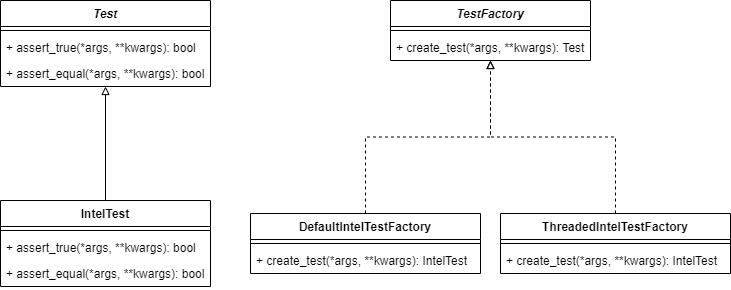 Test
+ assert_true(*args, **kwargs): bool
+ assert_equal(*args, **kwargs): bool
TestFactory
+ create_test(*args, **kwargs): Test
IntelTest
+ assert_true(*args, **kwargs): bool
+ assert_equal(*args, **kwargs): bool
DefaultIntelTestFactory
+ create_test(*args, **kwargs): IntelTest
ThreadedIntelTestFactory
+ create_test(*args, **kwargs): IntelTest